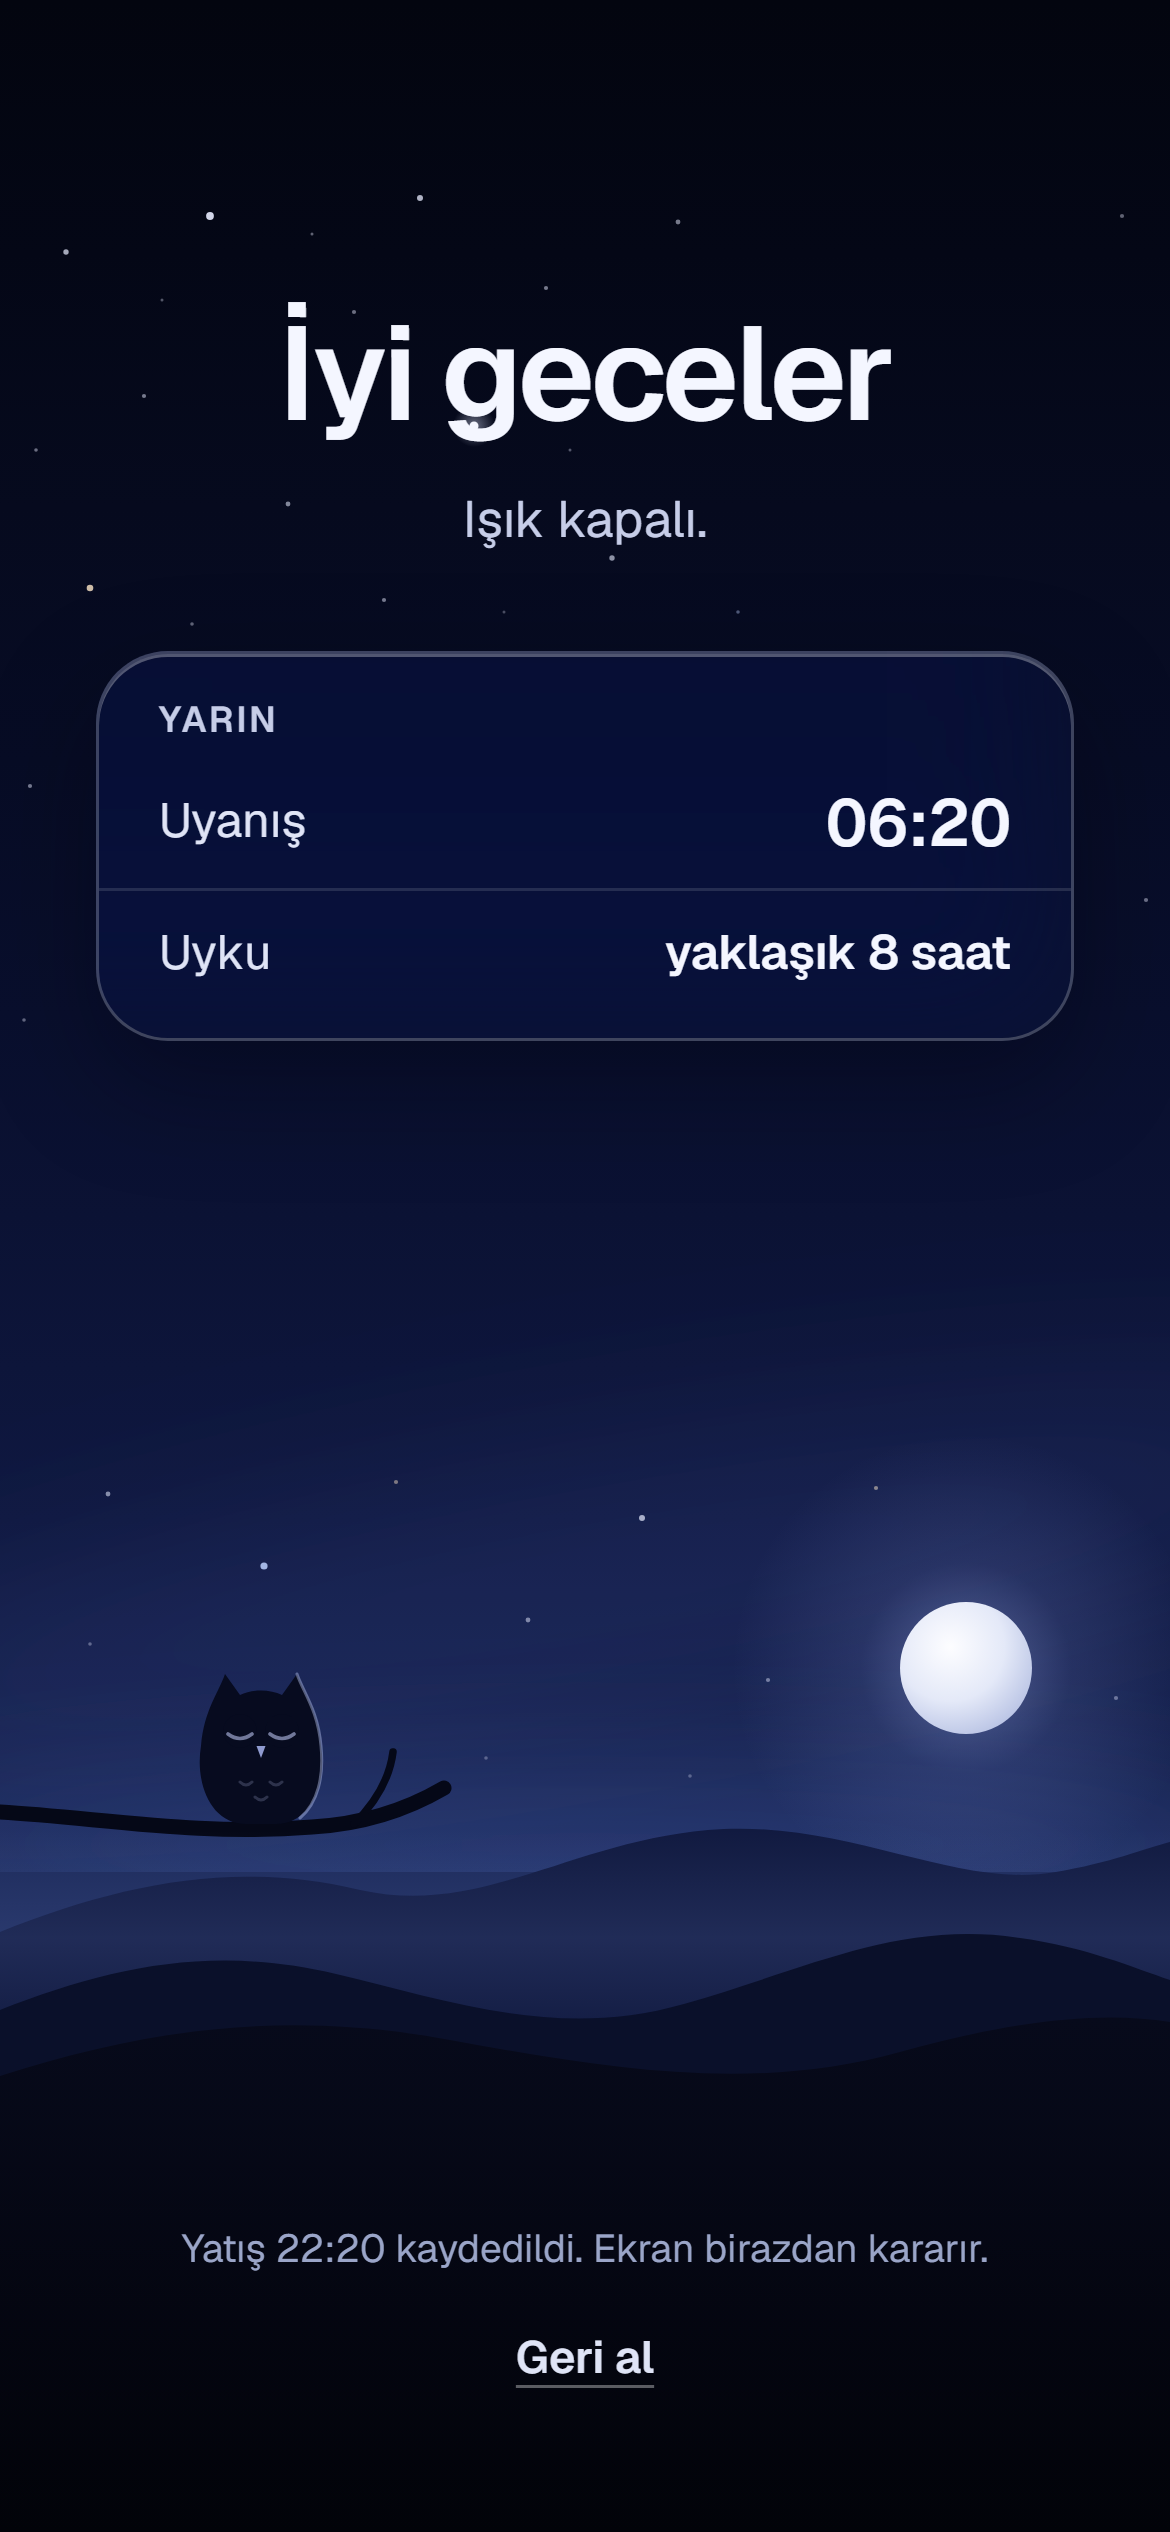 İyi geceler
Işık kapalı.
YARIN
Uyanış 06:20
Uyku yaklaşık 8 saat
Yatış 22:20 kaydedildi. Ekran birazdan kararır.
Geri al